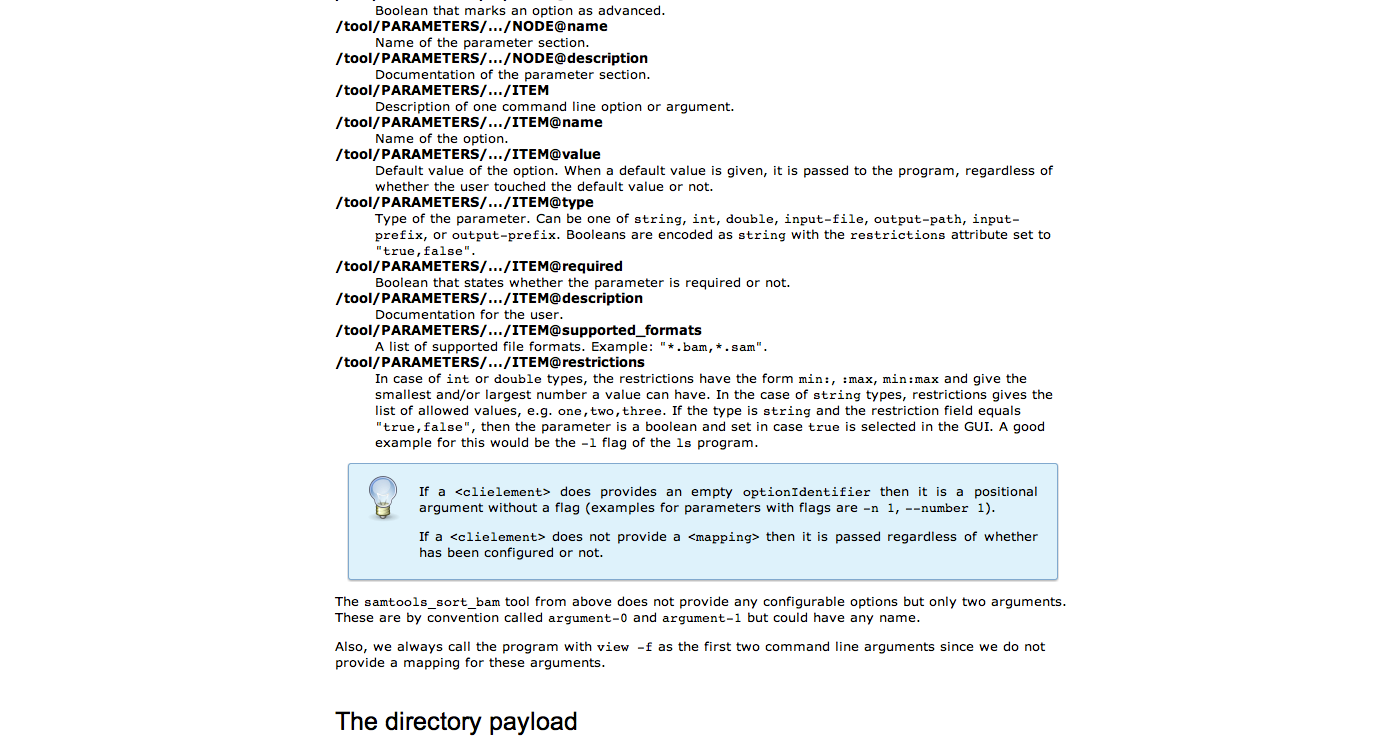 Boolean that marks an option as advanced.
/tool/PARAMETERS/.../NODE@name
Name of the parameter section.
/tool/PARAMETERS/.../NODE@description
Documentation of the parameter section.
/tool/PARAMETERS/.../ITEM
Description of one command line option or argument.
/tool/PARAMETERS/.../ITEM@name
Name of the option.
/tool/PARAMETERS/.../ITEM@value
Default value of the option. When a default value is given, it is passed to the program, regardless of
whether the user touched the default value or not.
/tool/PARAMETERS/.../ITEM@type
Type of the parameter. Can be one of string, int, double, input-file, output-path, input-
prefix, or output-prefix. Booleans are encoded as string with the restrictions attribute set to
"true,false".
/tool/PARAMETERS/.../ITEM@required
Boolean that states whether the parameter is required or not.
/tool/PARAMETERS/.../ITEM@description
Documentation for the user.
/tool/PARAMETERS/.../ITEM@supported_formats
A list of supported file formats. Example: "*.bam,*.sam".
/tool/PARAMETERS/.../ITEM@restrictions
In case of int or double types, the restrictions have the form min:, :max, min:max and give the
smallest and/or largest number a value can have. In the case of string types, restrictions gives the
list of allowed values, e.g. one,two,three. If the type is string and the restriction field equals
"true,false", then the parameter is a boolean and set in case true is selected in the GUI. A good
example for this would be the -l flag of the ls program.
If a <clielement> does provides an empty optionIdentifier then it is a positional
argument without a flag (examples for parameters with flags are -n 1, --number 1).
If a <clielement> does not provide a <mapping> then it is passed regardless of whether
has been configured or not.
The samtools_sort_bam tool from above does not provide any configurable options but only two arguments.
These are by convention called argument-0 and argument-1 but could have any name.
Also, we always call the program with view -f as the first two command line arguments since we do not
provide a mapping for these arguments.
The directory payload